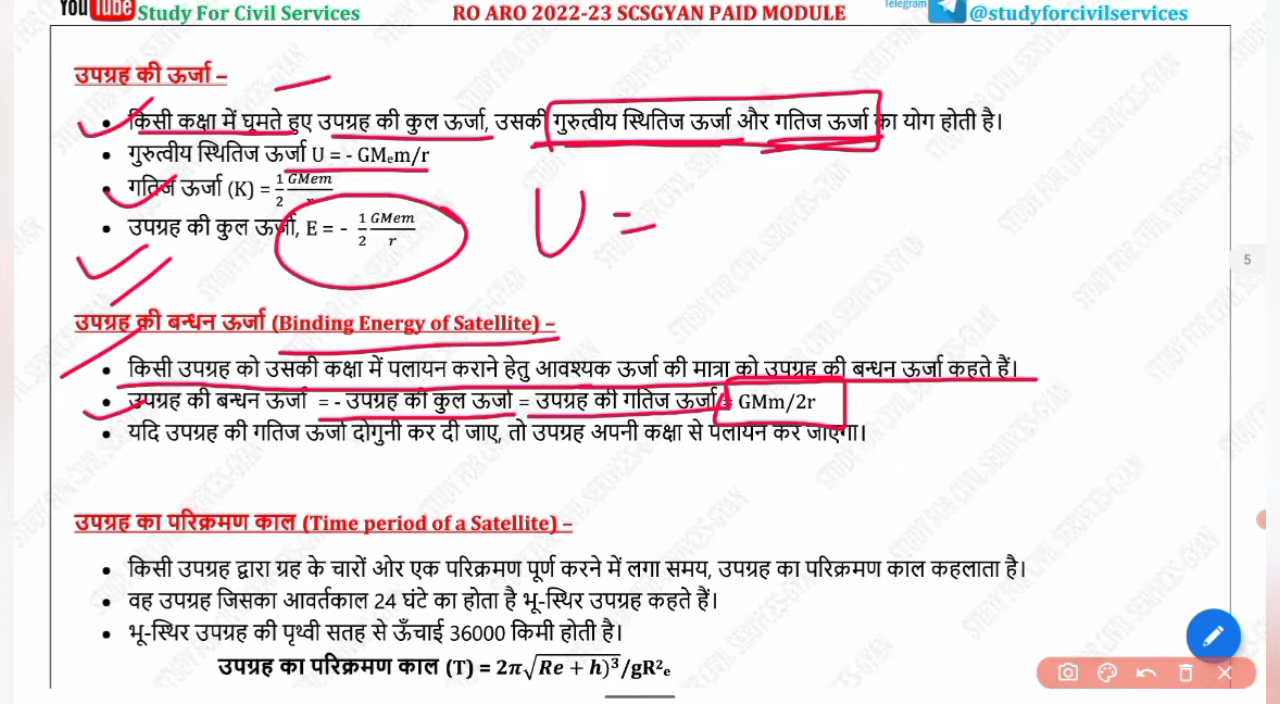 You Tube Study For Civil Services RO ARO 2022-23 SCSGYAN PAID MODULE Telegram @studyforcivilservices
उपग्रह की ऊर्जा –
• किसी कक्षा में घूमते हुए उपग्रह की कुल ऊर्जा, उसकी गुरुत्वीय स्थितिज ऊर्जा और गतिज ऊर्जा का योग होती है।
• गुरुत्वीय स्थितिज ऊर्जा U = - GMₑm/r
• गतिज ऊर्जा (K) = 1/2 GMem/r
• उपग्रह की कुल ऊर्जा, E = - 1/2 GMem/r
U =
5
उपग्रह की बन्धन ऊर्जा (Binding Energy of Satellite) –
• किसी उपग्रह को उसकी कक्षा में पलायन कराने हेतु आवश्यक ऊर्जा की मात्रा को उपग्रह की बन्धन ऊर्जा कहते हैं।
• उपग्रह की बन्धन ऊर्जा = - उपग्रह की कुल ऊर्जा = उपग्रह की गतिज ऊर्जा = GMm/2r
• यदि उपग्रह की गतिज ऊर्जा दोगुनी कर दी जाए, तो उपग्रह अपनी कक्षा से पलायन कर जाएगा।
उपग्रह का परिक्रमण काल (Time period of a Satellite) –
• किसी उपग्रह द्वारा ग्रह के चारों ओर एक परिक्रमण पूर्ण करने में लगा समय, उपग्रह का परिक्रमण काल कहलाता है।
• वह उपग्रह जिसका आवर्तकाल 24 घंटे का होता है भू-स्थिर उपग्रह कहते हैं।
• भू-स्थिर उपग्रह की पृथ्वी सतह से ऊँचाई 36000 किमी होती है।
उपग्रह का परिक्रमण काल (T) = 2π√Re + h)³/gR²ₑ